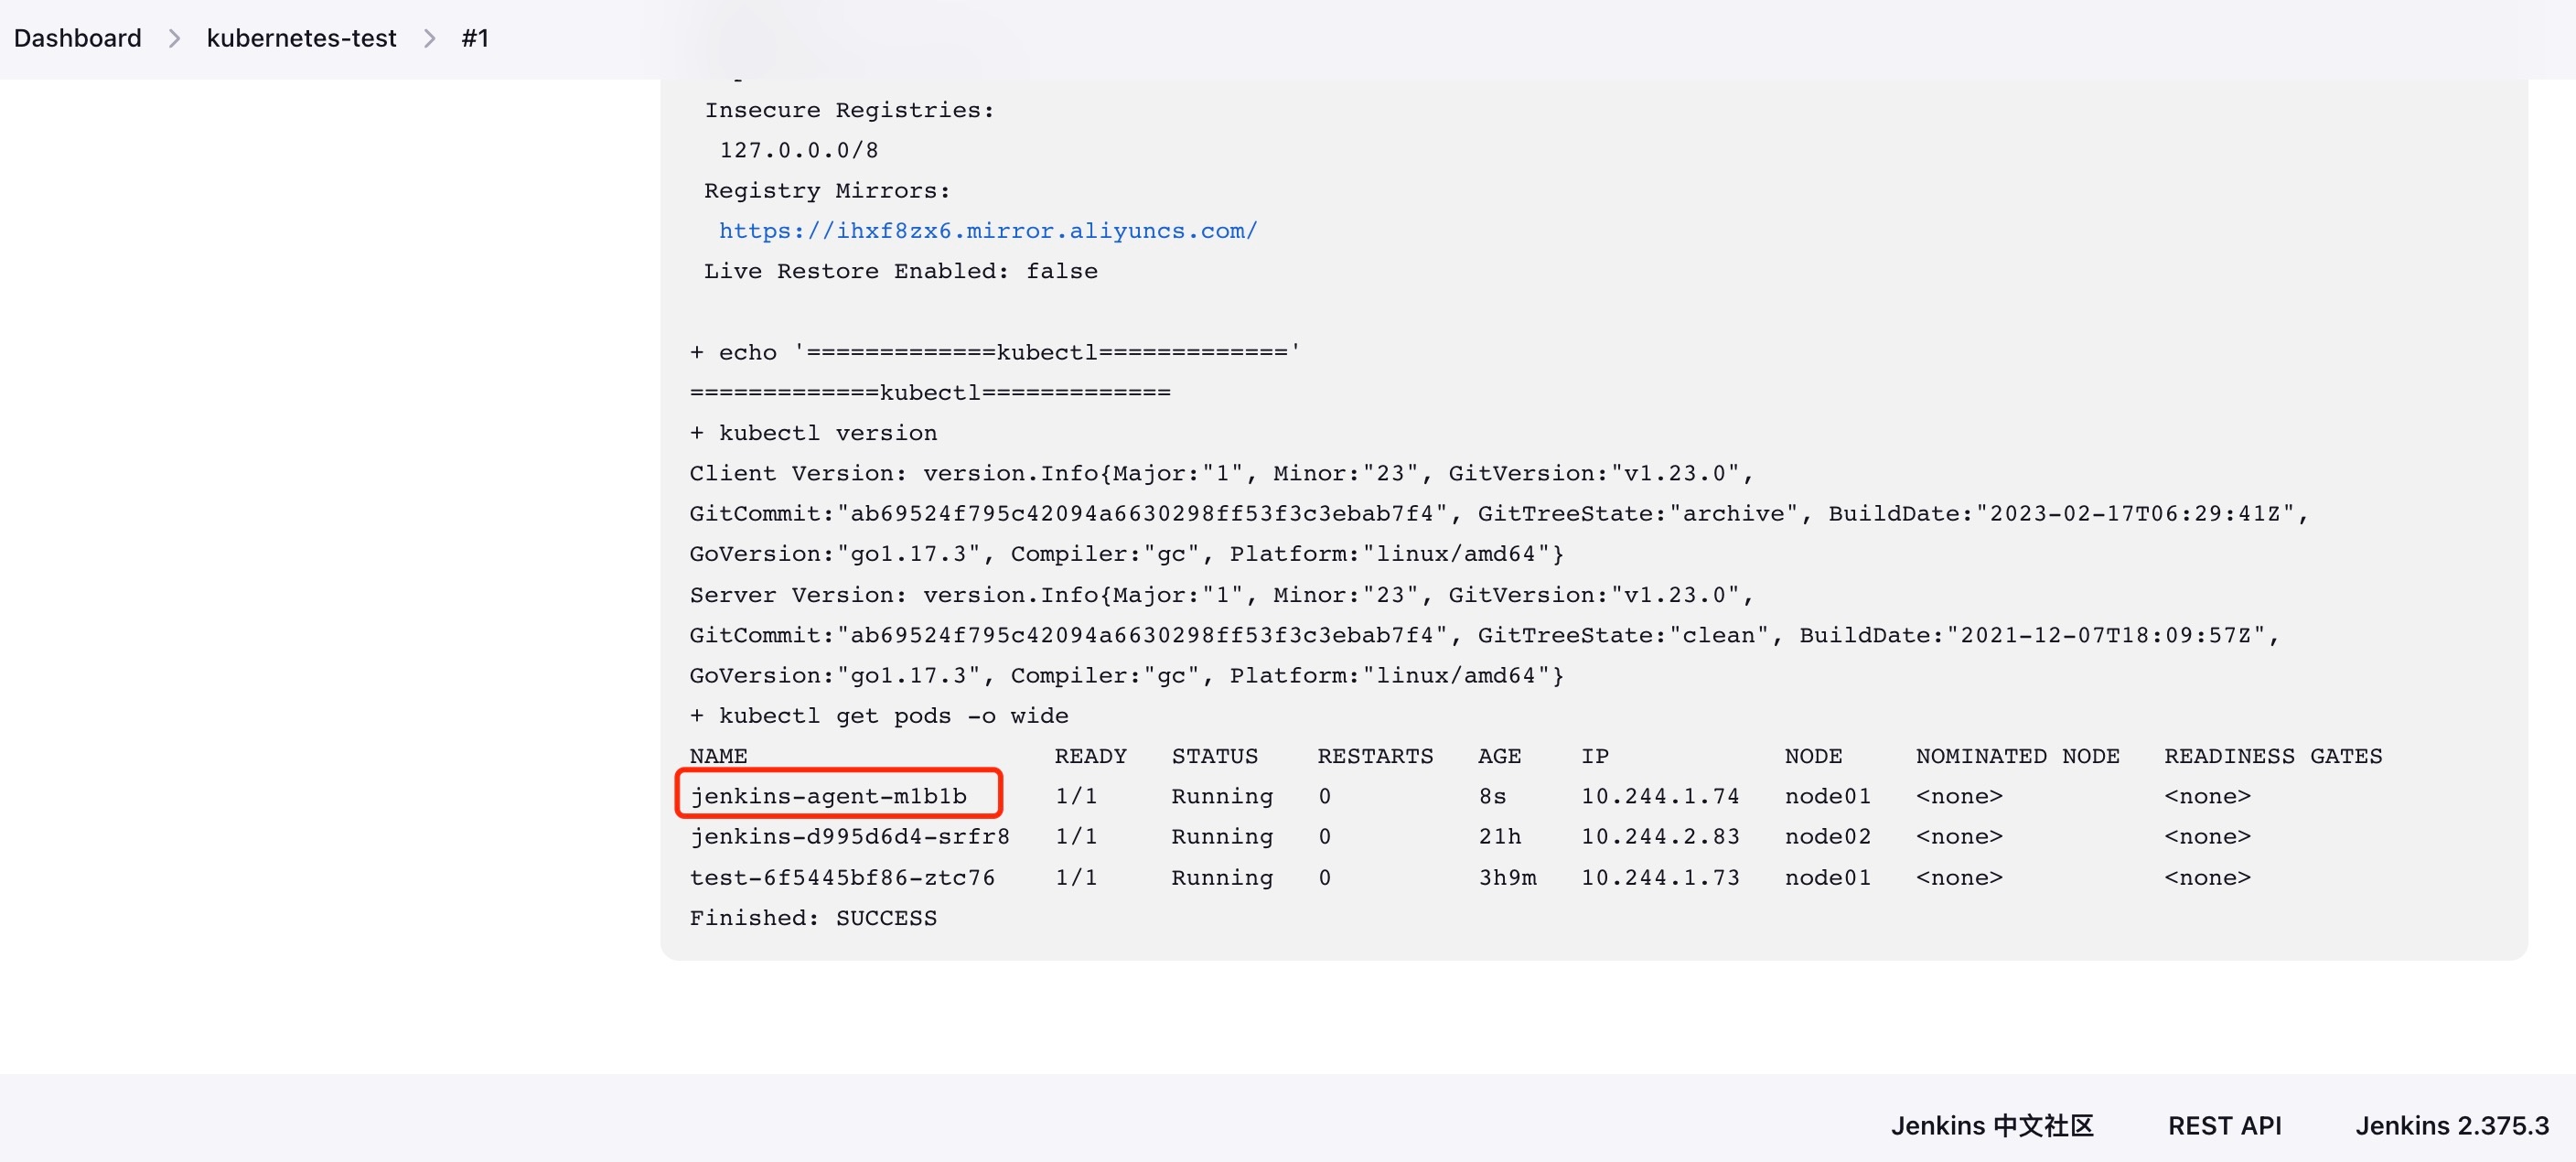 Dashboard > kubernetes-test > #1
Insecure Registries:
127.0.0.0/8
Registry Mirrors:
https://ihxf8zx6.mirror.aliyuncs.com/
Live Restore Enabled: false
+ echo '=============kubectl============='
=============kubectl=============
+ kubectl version
Client Version: version.Info{Major:"1", Minor:"23", GitVersion:"v1.23.0",
GitCommit:"ab69524f795c42094a6630298ff53f3c3ebab7f4", GitTreeState:"archive", BuildDate:"2023-02-17T06:29:41Z",
GoVersion:"go1.17.3", Compiler:"gc", Platform:"linux/amd64"}
Server Version: version.Info{Major:"1", Minor:"23", GitVersion:"v1.23.0",
GitCommit:"ab69524f795c42094a6630298ff53f3c3ebab7f4", GitTreeState:"clean", BuildDate:"2021-12-07T18:09:57Z",
GoVersion:"go1.17.3", Compiler:"gc", Platform:"linux/amd64"}
+ kubectl get pods -o wide
NAME READY STATUS RESTARTS AGE IP NODE NOMINATED NODE READINESS GATES
jenkins-agent-m1b1b 1/1 Running 0 8s 10.244.1.74 node01 <none> <none>
jenkins-d995d6d4-srfr8 1/1 Running 0 21h 10.244.2.83 node02 <none> <none>
test-6f5445bf86-ztc76 1/1 Running 0 3h9m 10.244.1.73 node01 <none> <none>
Finished: SUCCESS
Jenkins 中文社区 REST API Jenkins 2.375.3